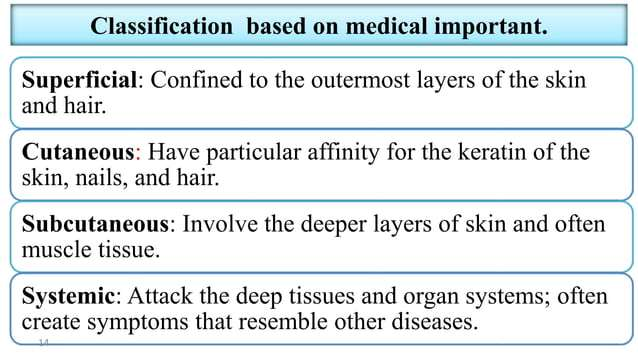 Classification  based on medical important.
Superficial: Confined to the outermost layers of the skin
and hair.
Cutaneous: Have particular affinity for the keratin of the
skin, nails, and hair.
Subcutaneous: Involve the deeper layers of skin and often
muscle tissue.
Systemic: Attack the deep tissues and organ systems; often
create symptoms that resemble other diseases.
14